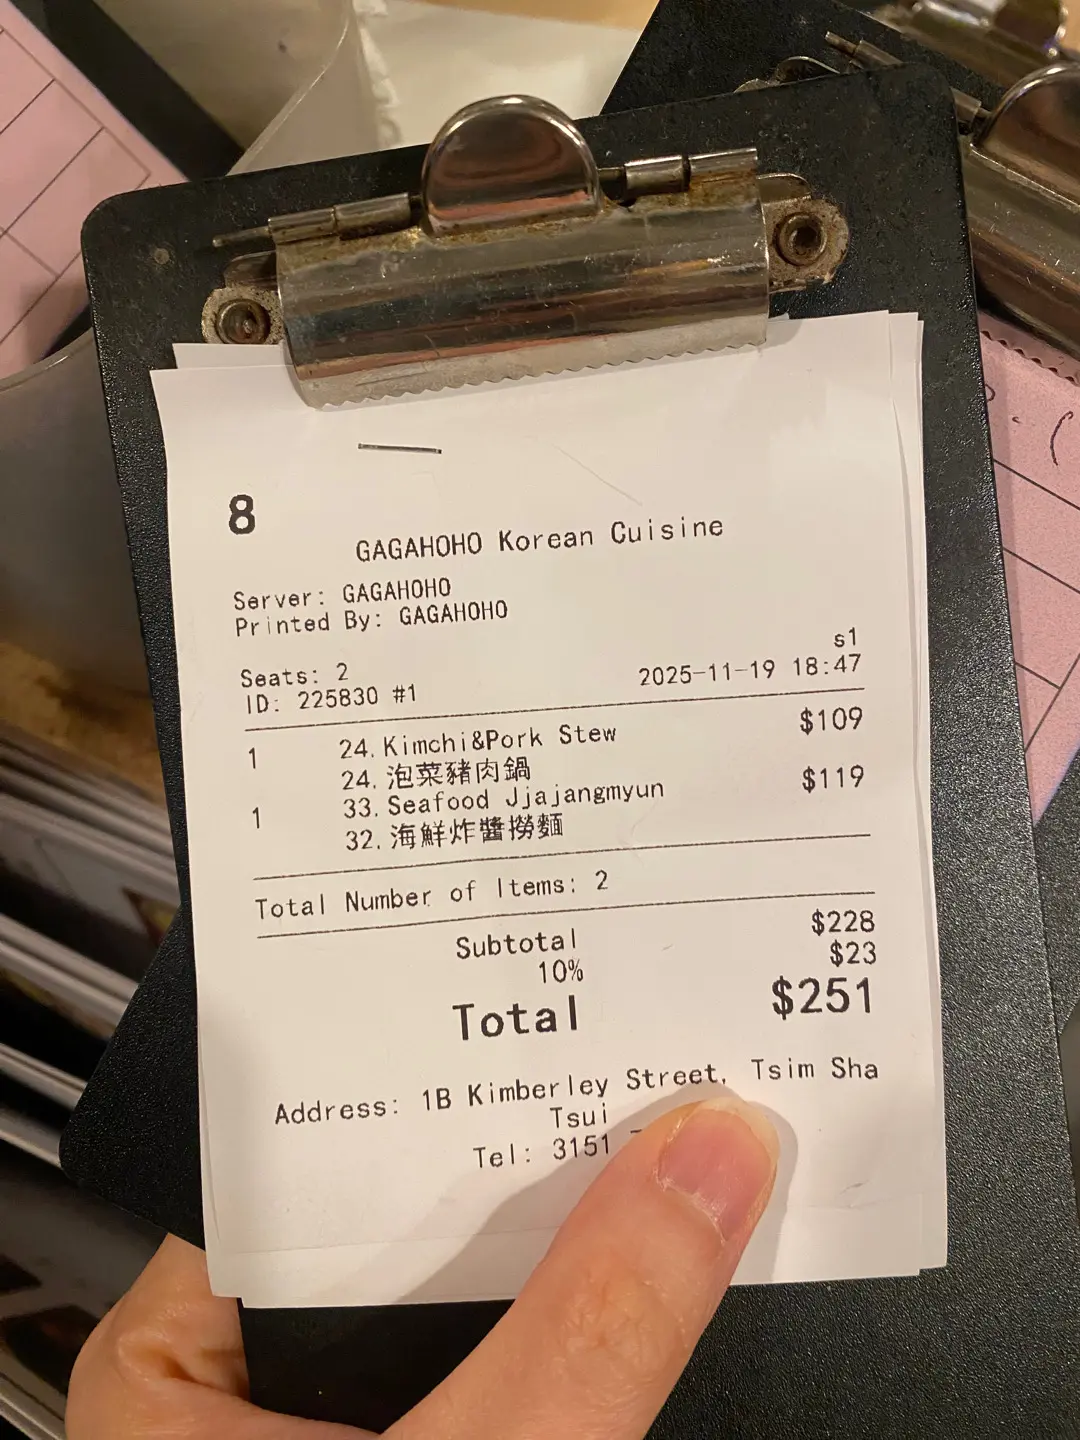 8
GAGAHOHO Korean Cuisine
Server: GAGAHOHO
Printed By: GAGAHOHO
s1
Seats: 2
ID: 225830 #1 2025-11-19 18:47
1 24. Kimchi&Pork Stew $109
24. 泡菜豬肉鍋
1 33. Seafood Jjajangmyun $119
32. 海鮮炸醬撈麵
Total Number of Items: 2
Subtotal $228
10% $23
Total $251
Address: 1B Kimberley Street, Tsim Sha
Tsui
Tel: 3151